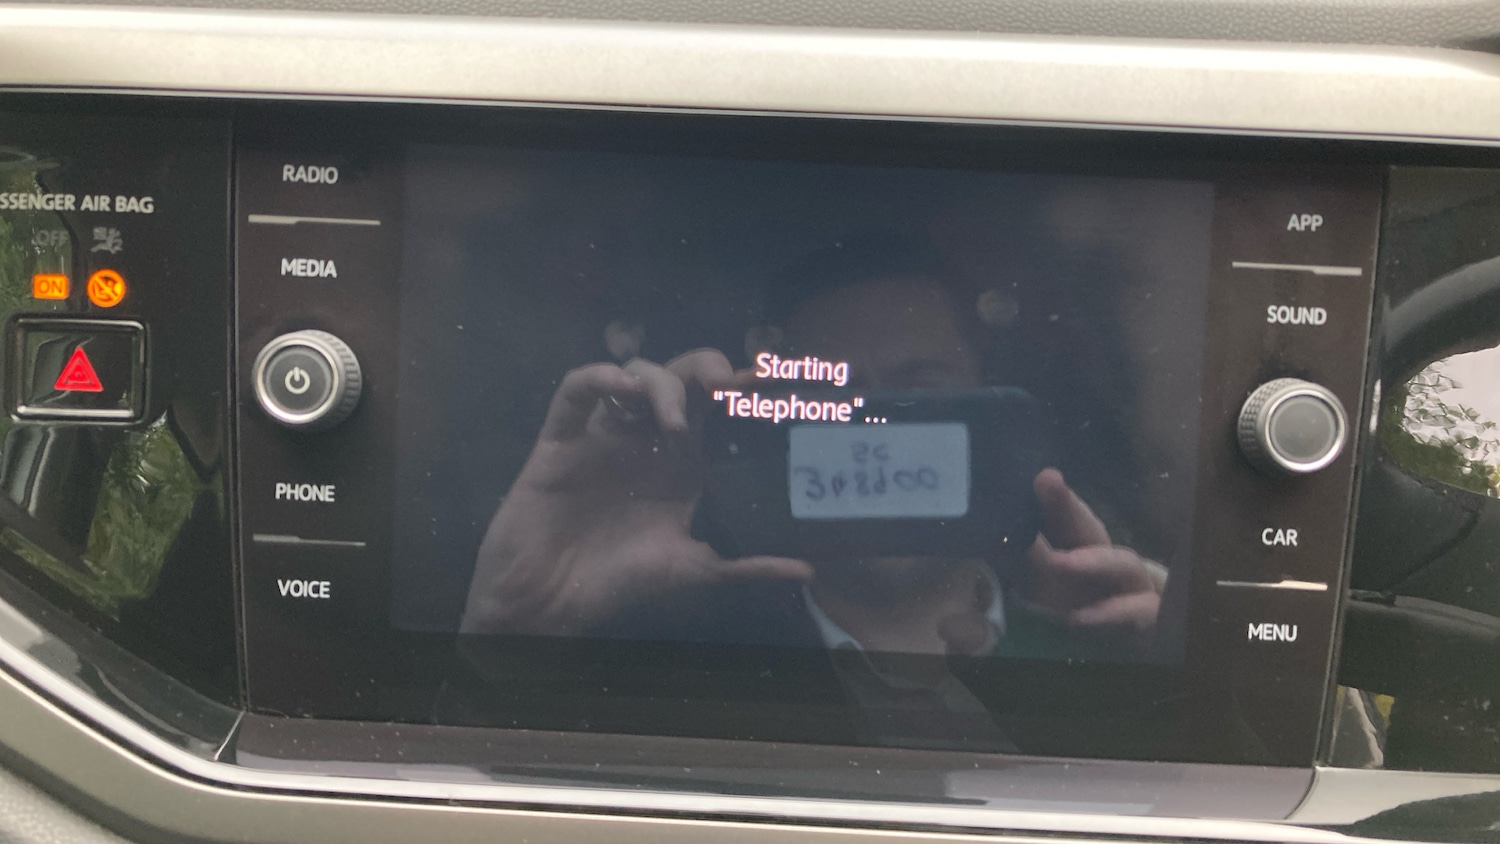 SSENGER AIR BAG
OFF
ON
RADIO
MEDIA
PHONE
VOICE
Starting
"Telephone"...
APP
SOUND
CAR
MENU